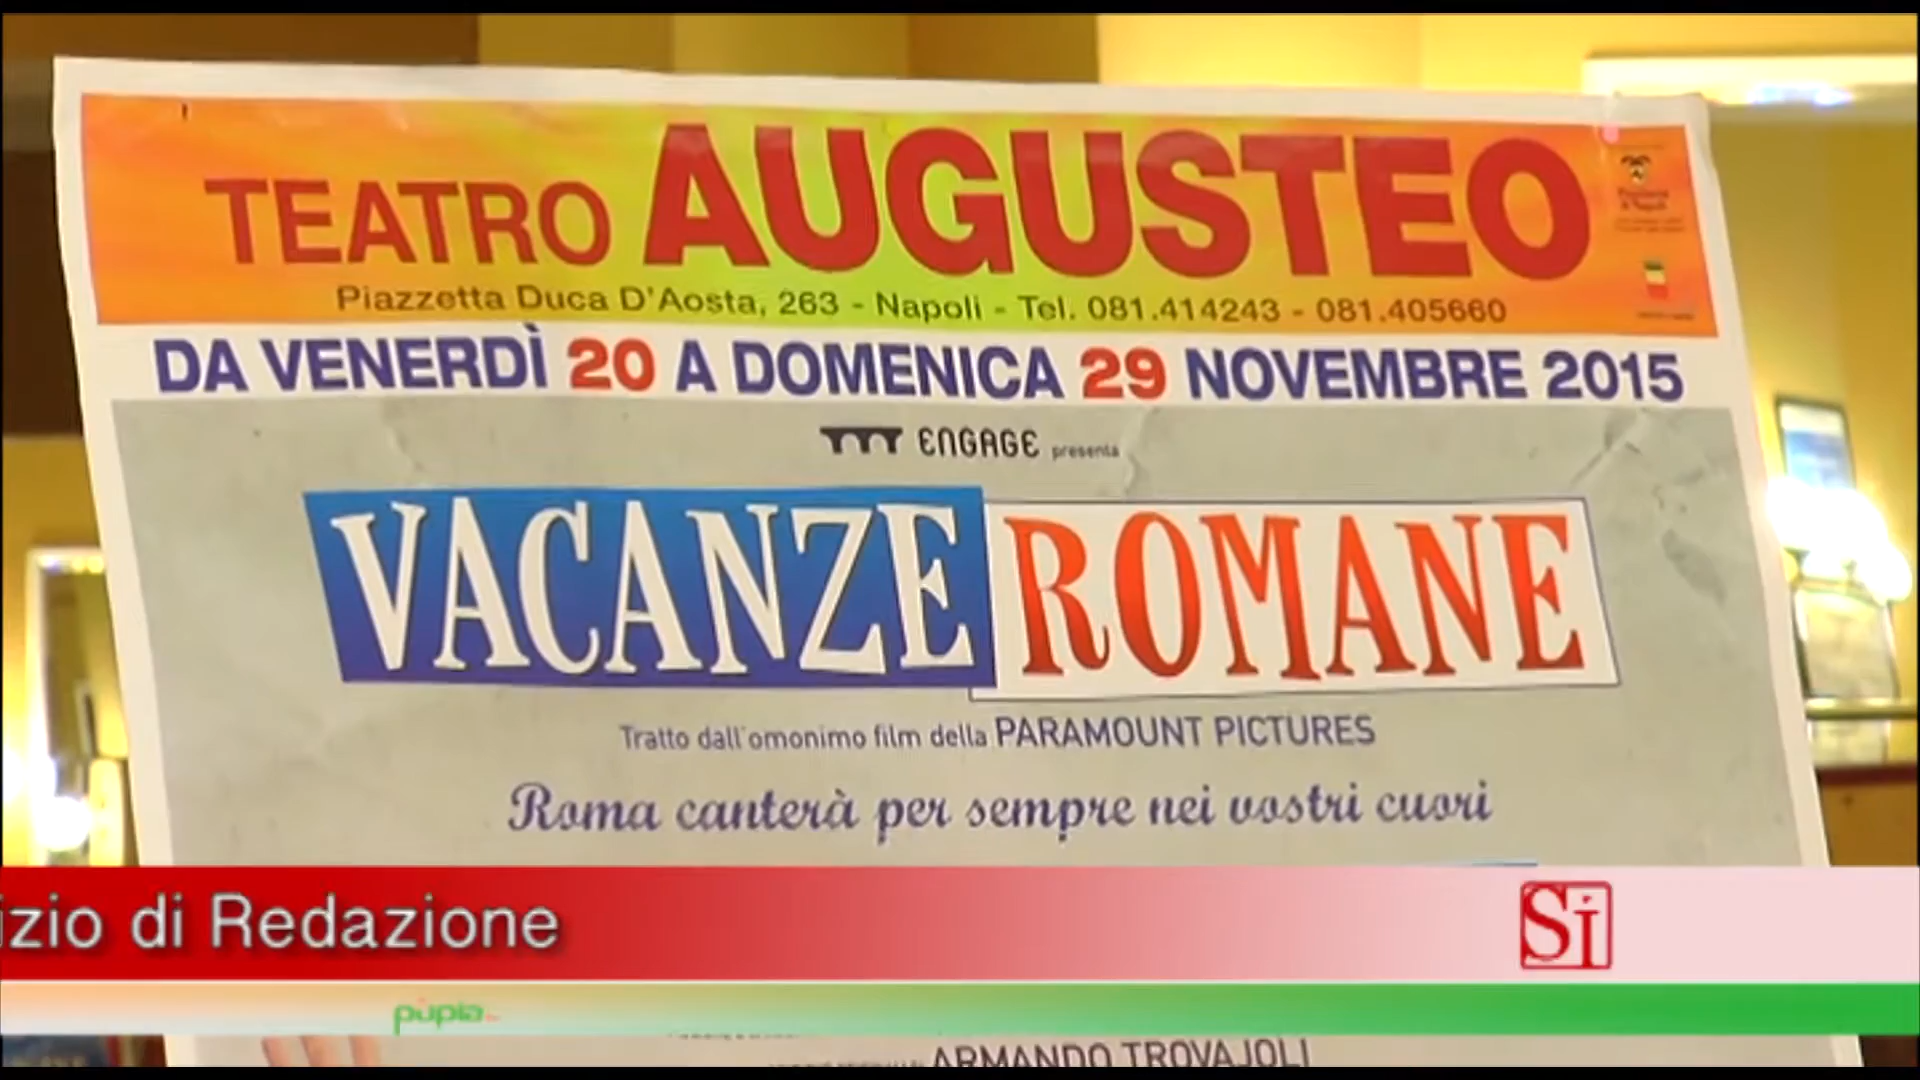 TEATRO AUGUSTEO
Piazzetta Duca D'Aosta, 263 - Napoli - Tel. 081.414243 - 081.405660
DA VENERDÌ 20 A DOMENICA 29 NOVEMBRE 2015
ENGAGE presenta
VACANZE ROMANE
Tratto dall'omonimo film della PARAMOUNT PICTURES
Roma canterà per sempre nei vostri cuori
izio di Redazione
Si
pupia
ARMANDO TROVAJOLI